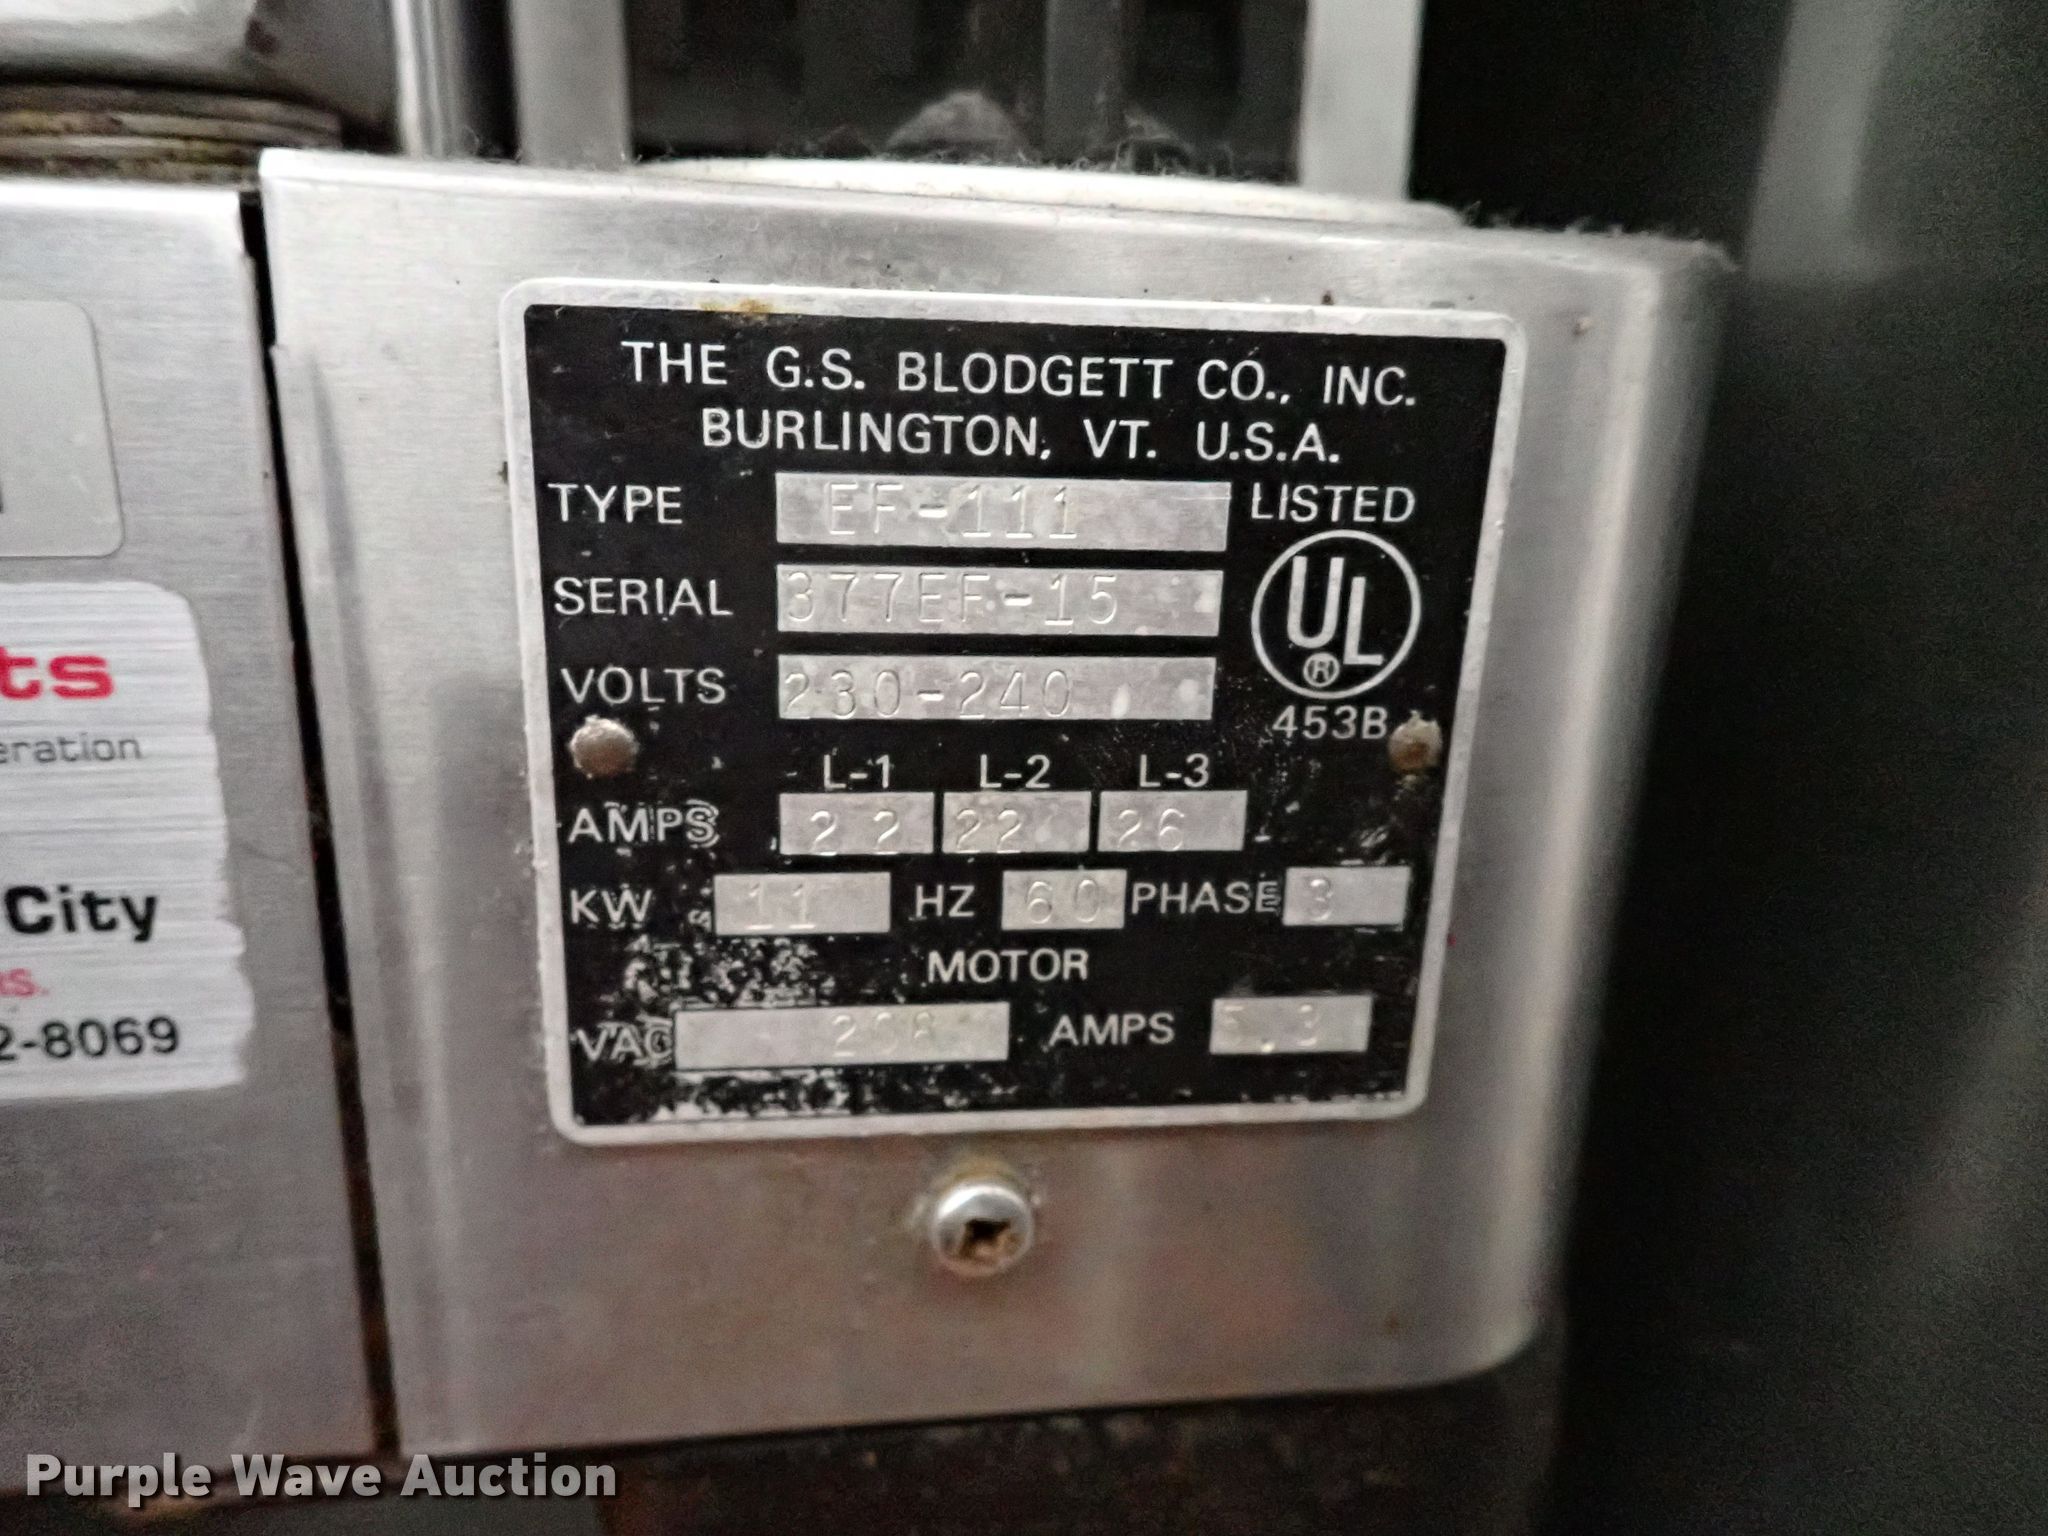 THE G.S. BLODGETT CO., INC.
BURLINGTON, VT. U.S.A.
TYPE EF-111 LISTED
SERIAL 377EF-15 UL ®
VOLTS 230-240 453B
L-1 L-2 L-3
AMPS 22 22 26
KW 11 HZ 60 PHASE 3
MOTOR
VAC 208 AMPS
ts
eration
City
2-8069
Purple Wave Auction